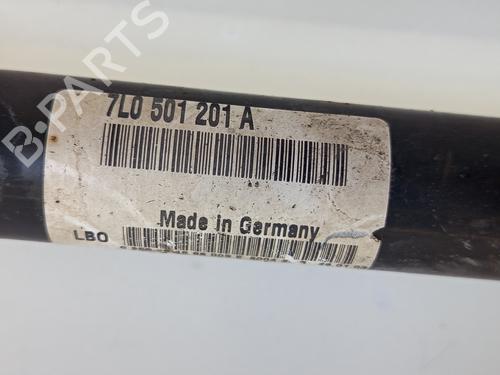 B-PARTS
7L0 501 201 A
Made in Germany
LBO